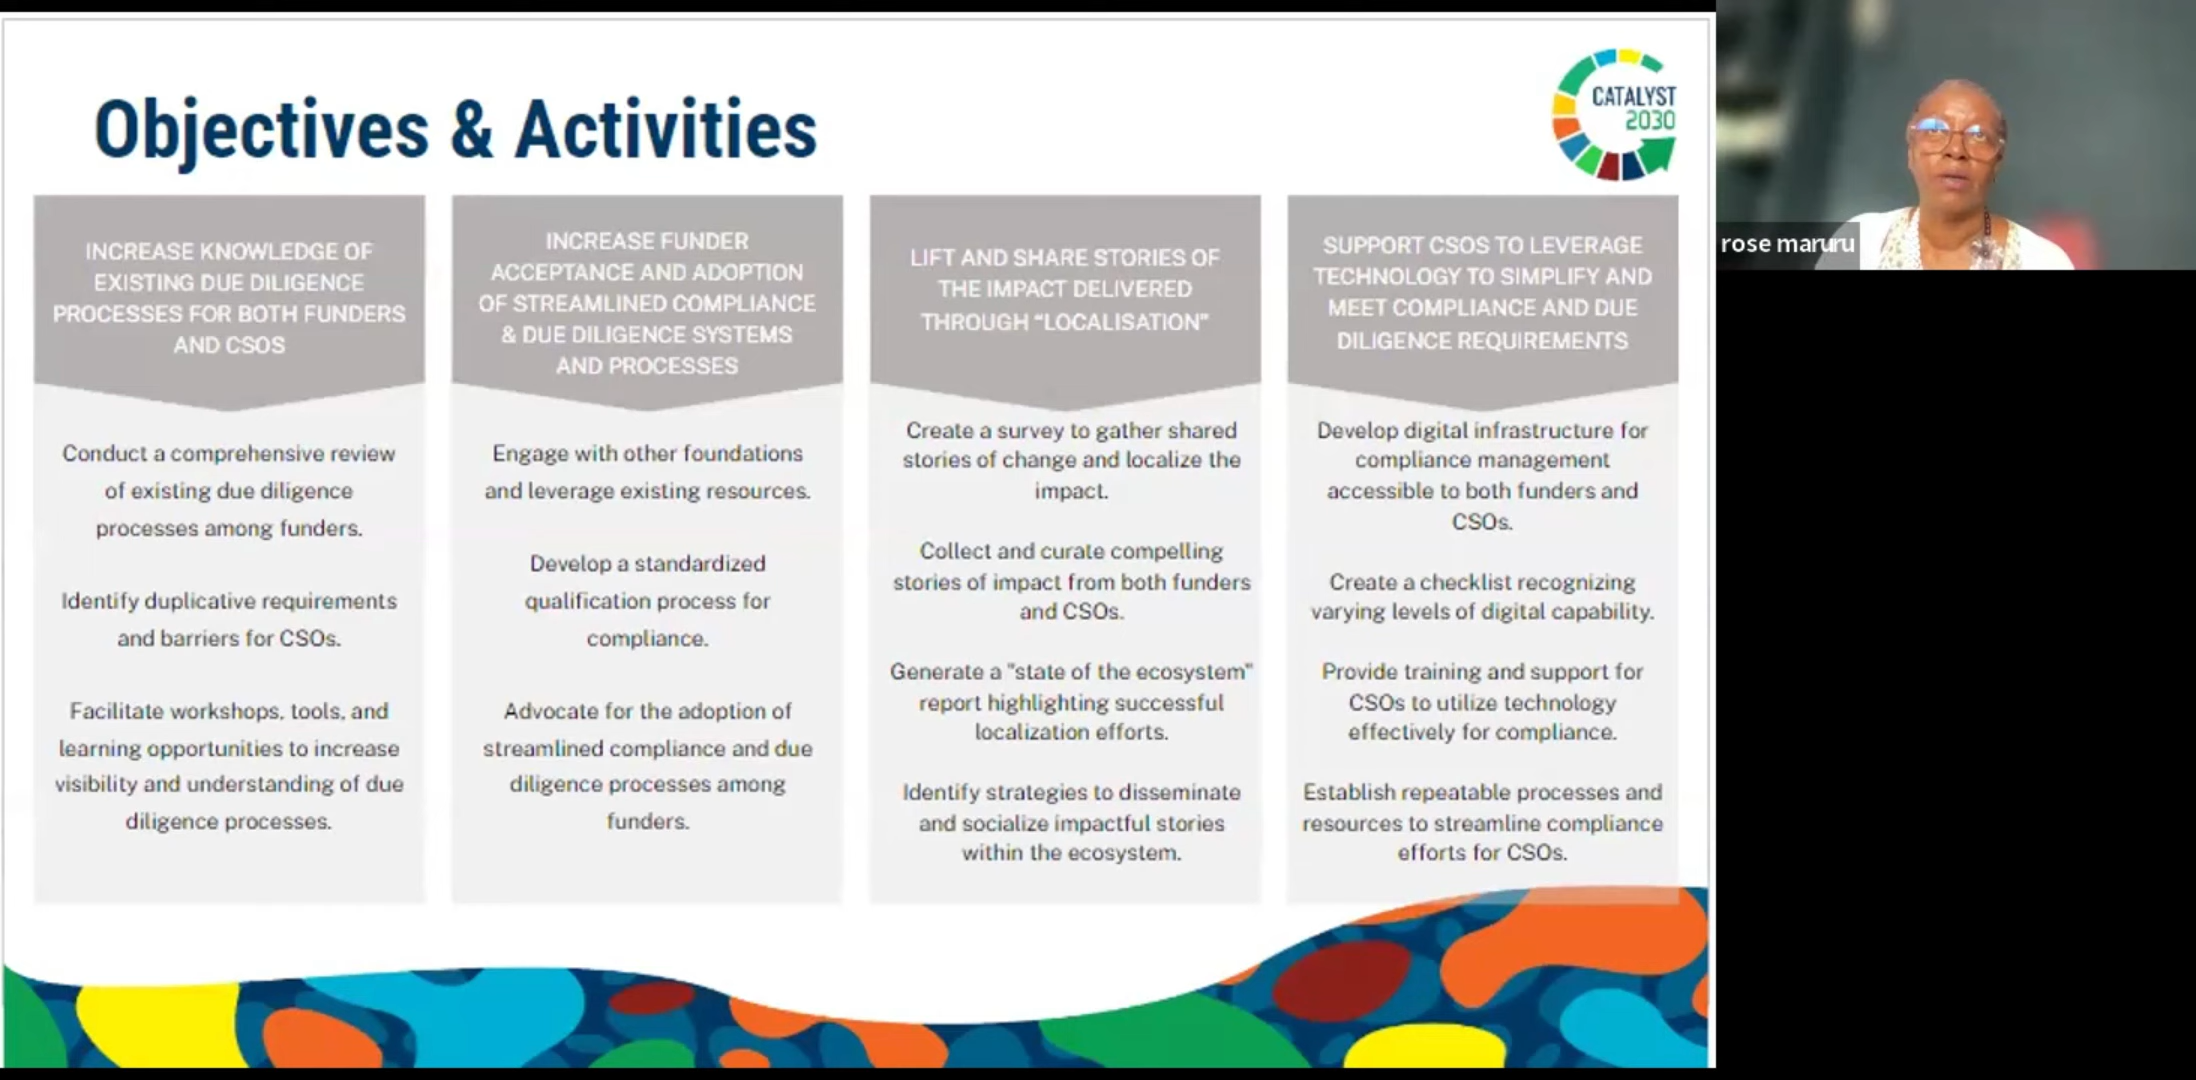 Objectives & Activities
CATALYST
2030
rose maruru
INCREASE KNOWLEDGE OF
EXISTING DUE DILIGENCE
PROCESSES FOR BOTH FUNDERS
AND CSOS
Conduct a comprehensive review
of existing due diligence
processes among funders.
Identify duplicative requirements
and barriers for CSOs.
Facilitate workshops, tools, and
learning opportunities to increase
visibility and understanding of due
diligence processes.
INCREASE FUNDER
ACCEPTANCE AND ADOPTION
OF STREAMLINED COMPLIANCE
& DUE DILIGENCE SYSTEMS
AND PROCESSES
Engage with other foundations
and leverage existing resources.
Develop a standardized
qualification process for
compliance.
Advocate for the adoption of
streamlined compliance and due
diligence processes among
funders.
LIFT AND SHARE STORIES OF
THE IMPACT DELIVERED
THROUGH “LOCALISATION”
Create a survey to gather shared
stories of change and localize the
impact.
Collect and curate compelling
stories of impact from both funders
and CSOs.
Generate a "state of the ecosystem"
report highlighting successful
localization efforts.
Identify strategies to disseminate
and socialize impactful stories
within the ecosystem.
SUPPORT CSOS TO LEVERAGE
TECHNOLOGY TO SIMPLIFY AND
MEET COMPLIANCE AND DUE
DILIGENCE REQUIREMENTS
Develop digital infrastructure for
compliance management
accessible to both funders and
CSOs.
Create a checklist recognizing
varying levels of digital capability.
Provide training and support for
CSOs to utilize technology
effectively for compliance.
Establish repeatable processes and
resources to streamline compliance
efforts for CSOs.